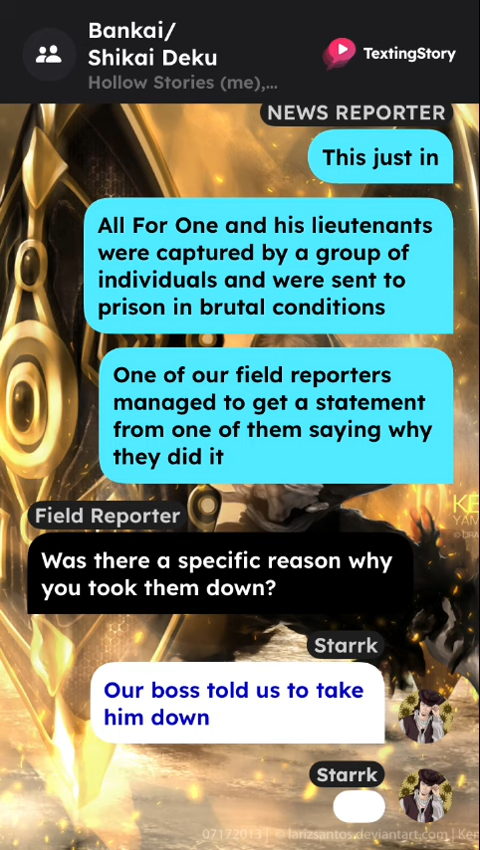 Bankai/
Shikai Deku
Hollow Stories (me),...
TextingStory
NEWS REPORTER
This just in
All For One and his lieutenants
were captured by a group of
individuals and were sent to
prison in brutal conditions
One of our field reporters
managed to get a statement
from one of them saying why
they did it
Field Reporter
Was there a specific reason why
you took them down?
Starrk
Our boss told us to take
him down
Starrk
07172013 | © larizsantos.deviantart.com | Ker